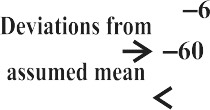 –6
Deviations from
→ –60
assumed mean
<